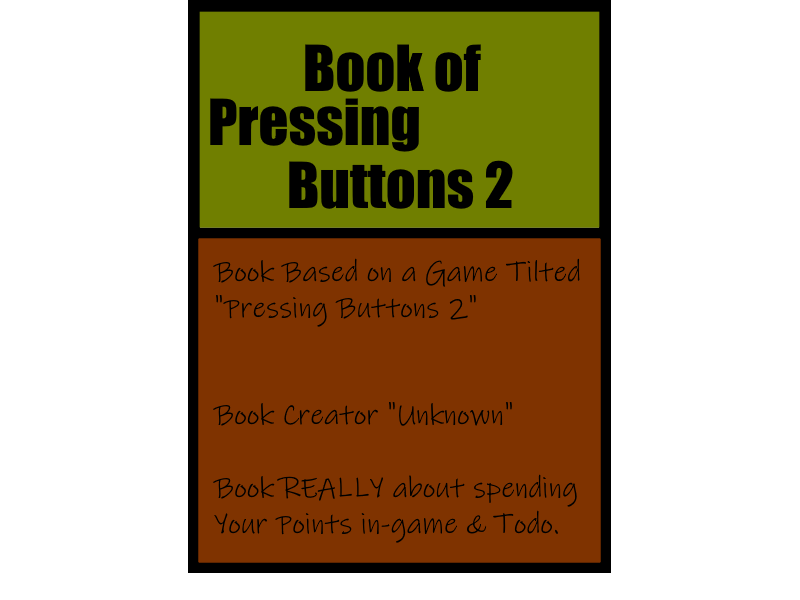 Book of
Pressing
Buttons 2
Book Based on a Game Tilted
"Pressing Buttons 2"
Book Creator "Unknown"
Book REALLY about spending
Your Points in-game & Todo.